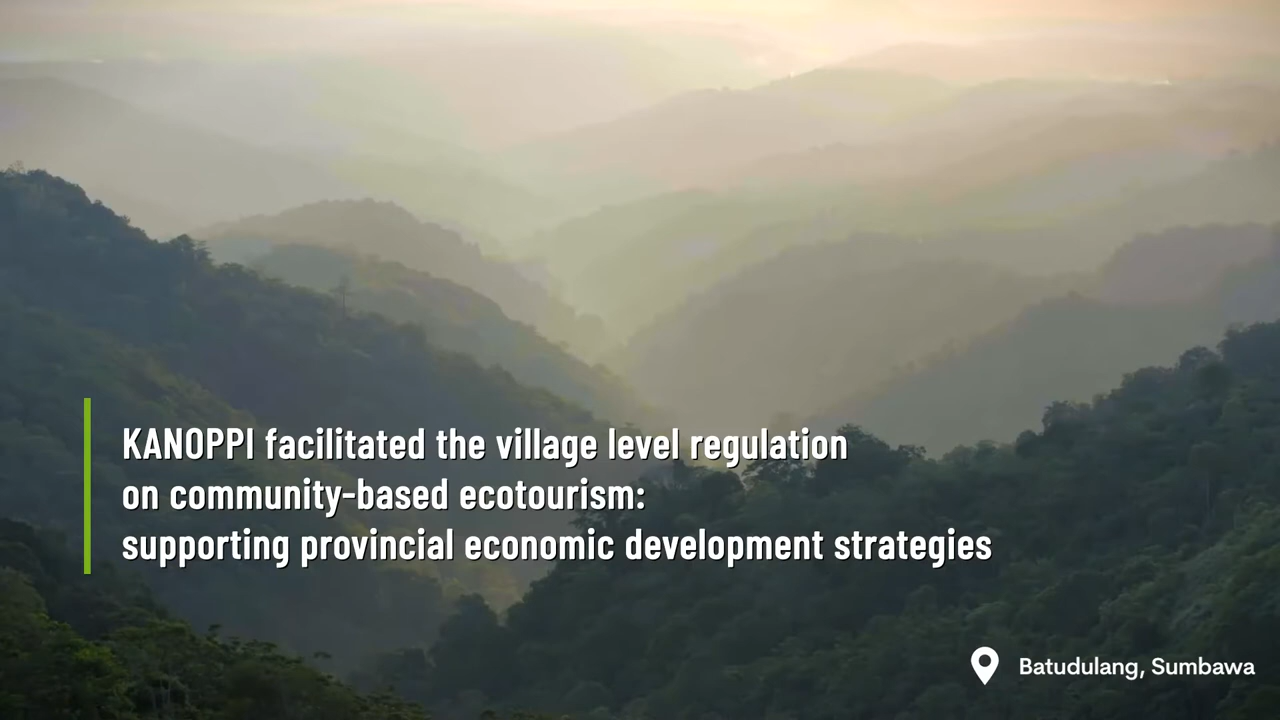 KANOPPI facilitated the village level regulation
on community-based ecotourism:
supporting provincial economic development strategies
Batudulang, Sumbawa